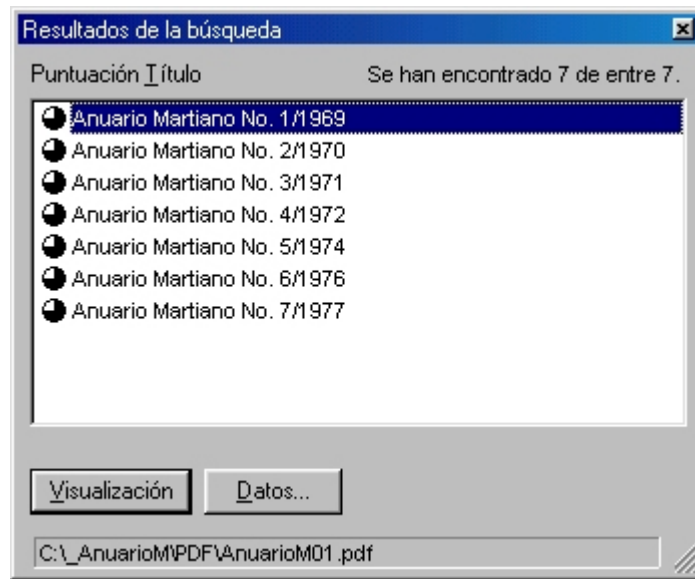 Resultados de la búsqueda
Puntuación Título Se han encontrado 7 de entre 7.
Anuario Martiano No. 1/1969
Anuario Martiano No. 2/1970
Anuario Martiano No. 3/1971
Anuario Martiano No. 4/1972
Anuario Martiano No. 5/1974
Anuario Martiano No. 6/1976
Anuario Martiano No. 7/1977
Visualización Datos...
C:\_AnuarioM\PDF\AnuarioM01.pdf